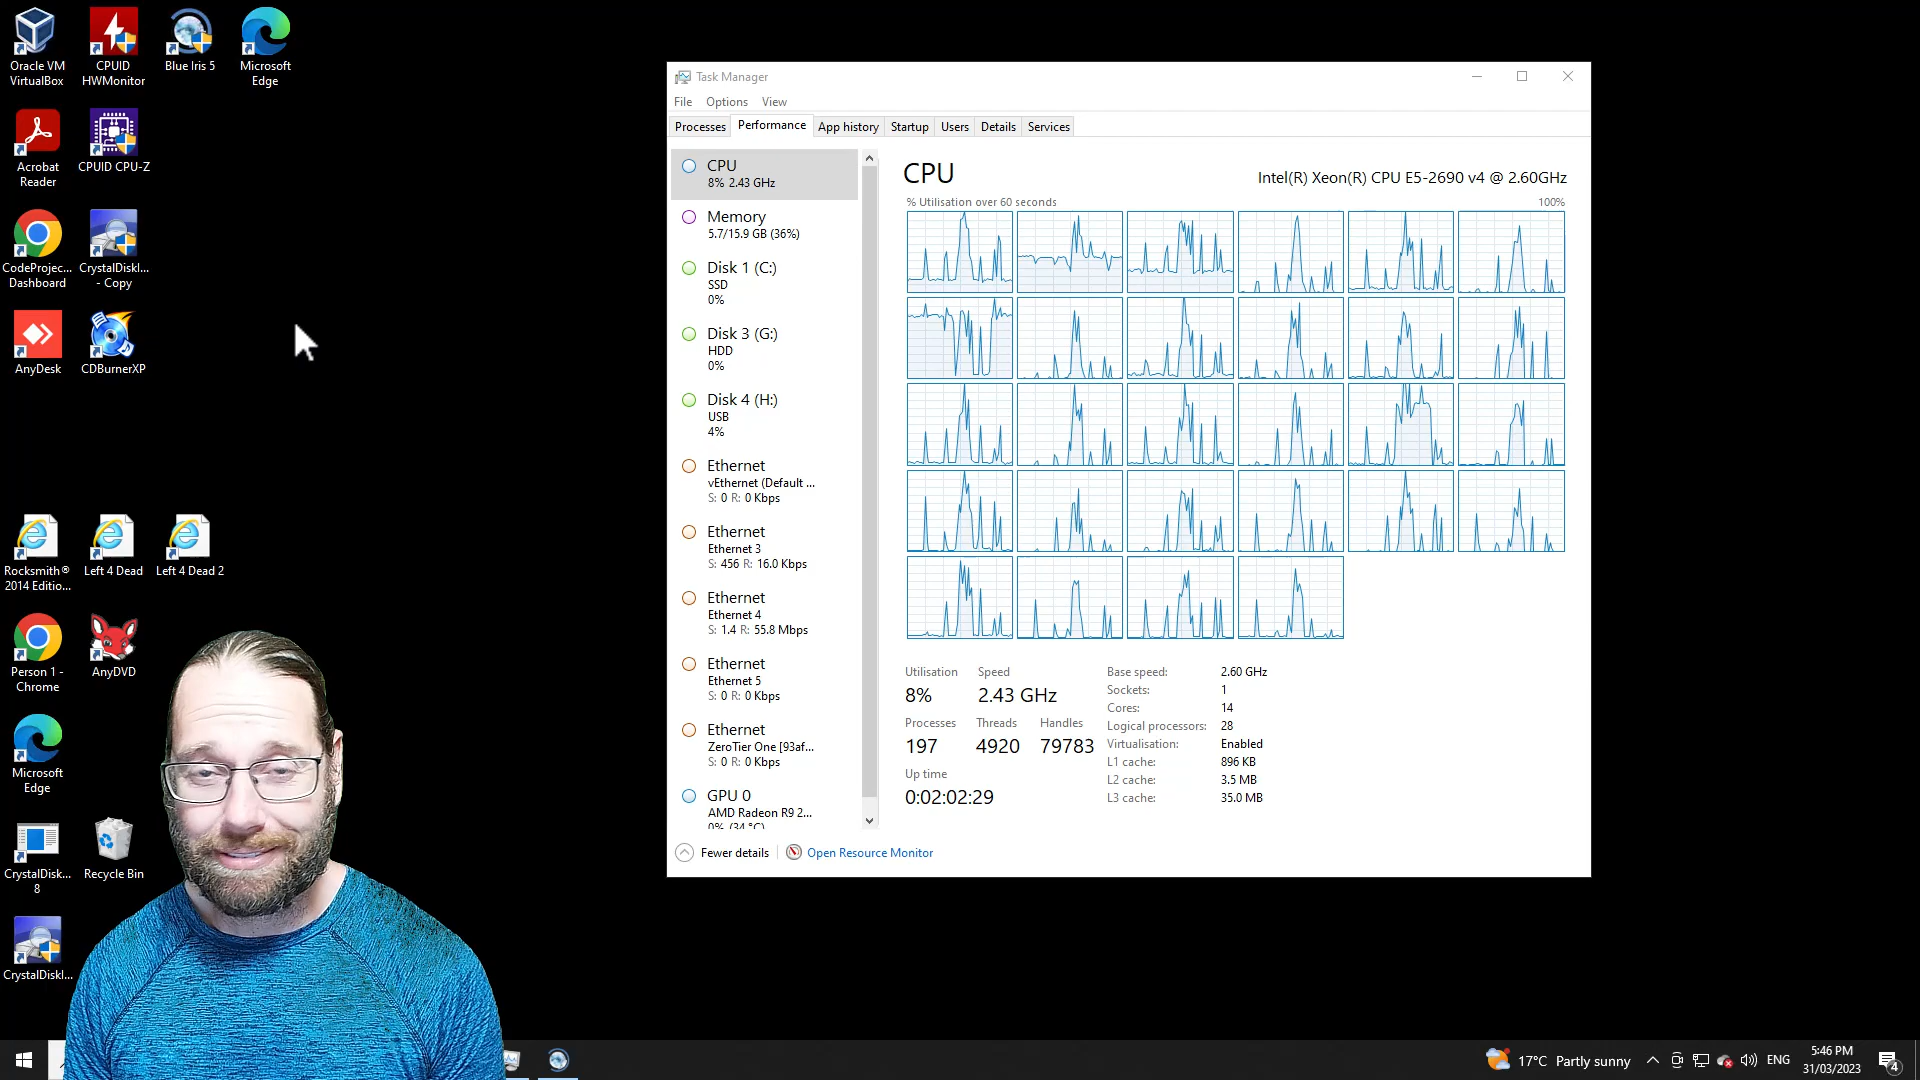 Oracle VM
VirtualBox
CPUID
HWMonitor
Blue Iris 5
Microsoft
Edge
Acrobat
Reader
CPUID CPU-Z
CodeProjec...
Dashboard
CrystalDiskI...
- Copy
AnyDesk
CDBurnerXP
Rocksmith®
2014 Editio...
Left 4 Dead
Left 4 Dead 2
Person 1 -
Chrome
AnyDVD
Microsoft
Edge
CrystalDisk...
8
Recycle Bin
CrystalDiskI...
Task Manager
File Options View
Processes Performance App history Startup Users Details Services
CPU
8% 2.43 GHz
Memory
5.7/15.9 GB (36%)
Disk 1 (C:)
SSD
0%
Disk 3 (G:)
HDD
0%
Disk 4 (H:)
USB
4%
Ethernet
vEthernet (Default ...
S: 0 R: 0 Kbps
Ethernet
Ethernet 3
S: 456 R: 16.0 Kbps
Ethernet
Ethernet 4
S: 1.4 R: 55.8 Mbps
Ethernet
Ethernet 5
S: 0 R: 0 Kbps
Ethernet
ZeroTier One [93af...
S: 0 R: 0 Kbps
GPU 0
AMD Radeon R9 2...
0% (34 °C)
CPU
Intel(R) Xeon(R) CPU E5-2690 v4 @ 2.60GHz
% Utilisation over 60 seconds 100%
Utilisation Speed
8% 2.43 GHz
Processes Threads Handles
197 4920 79783
Up time
0:02:02:29
Base speed: 2.60 GHz
Sockets: 1
Cores: 14
Logical processors: 28
Virtualisation: Enabled
L1 cache: 896 KB
L2 cache: 3.5 MB
L3 cache: 35.0 MB
Fewer details Open Resource Monitor
17°C Partly sunny
ENG
5:46 PM
31/03/2023
4